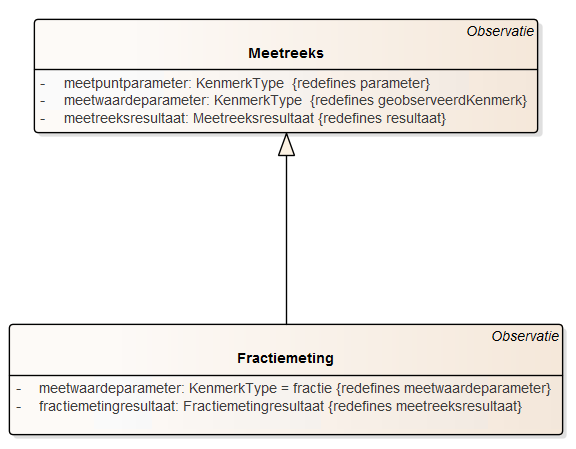 Observatie
Meetreeks
- meetpuntparameter: KenmerkType {redefines parameter}
- meetwaardeparameter: KenmerkType {redefines geobserveerdKenmerk}
- meetreeksresultaat: Meetreeksresultaat {redefines resultaat}
Observatie
Fractiemeting
- meetwaardeparameter: KenmerkType = fractie {redefines meetwaardeparameter}
- fractiemetingresultaat: Fractiemetingresultaat {redefines meetreeksresultaat}